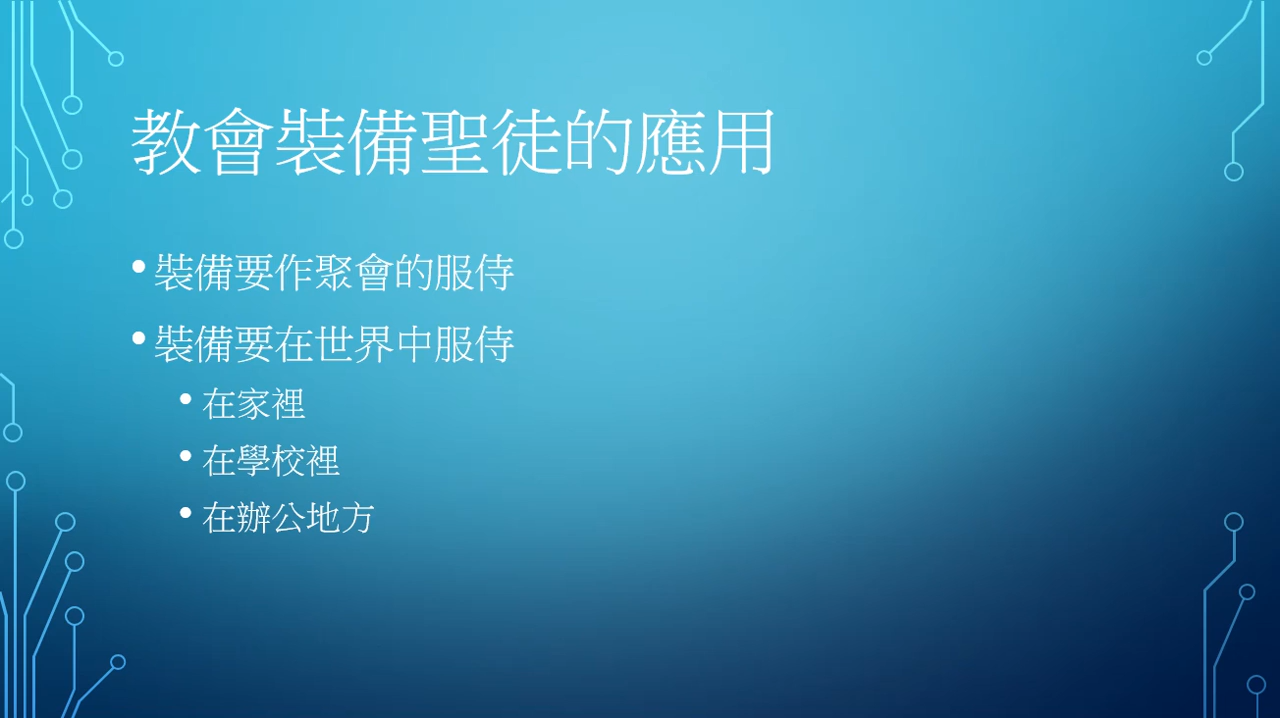 教會裝備聖徒的應用
• 裝備要作聚會的服侍
• 裝備要在世界中服侍
• 在家裡
• 在學校裡
• 在辦公地方